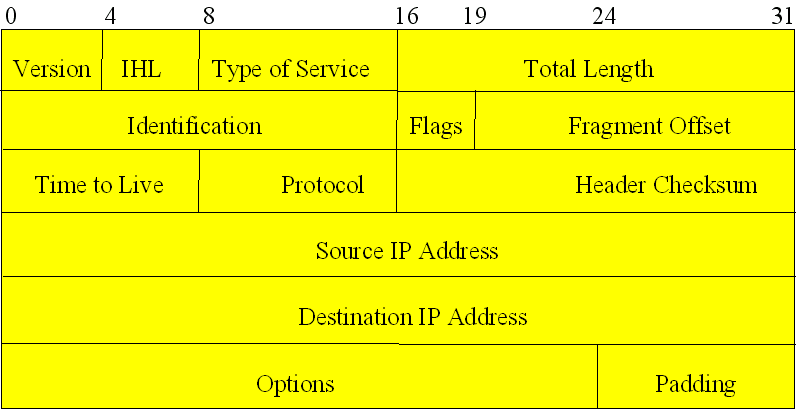 0 4 8 16 19 24 31
Version IHL Type of Service Total Length
Identification Flags Fragment Offset
Time to Live Protocol Header Checksum
Source IP Address
Destination IP Address
Options Padding